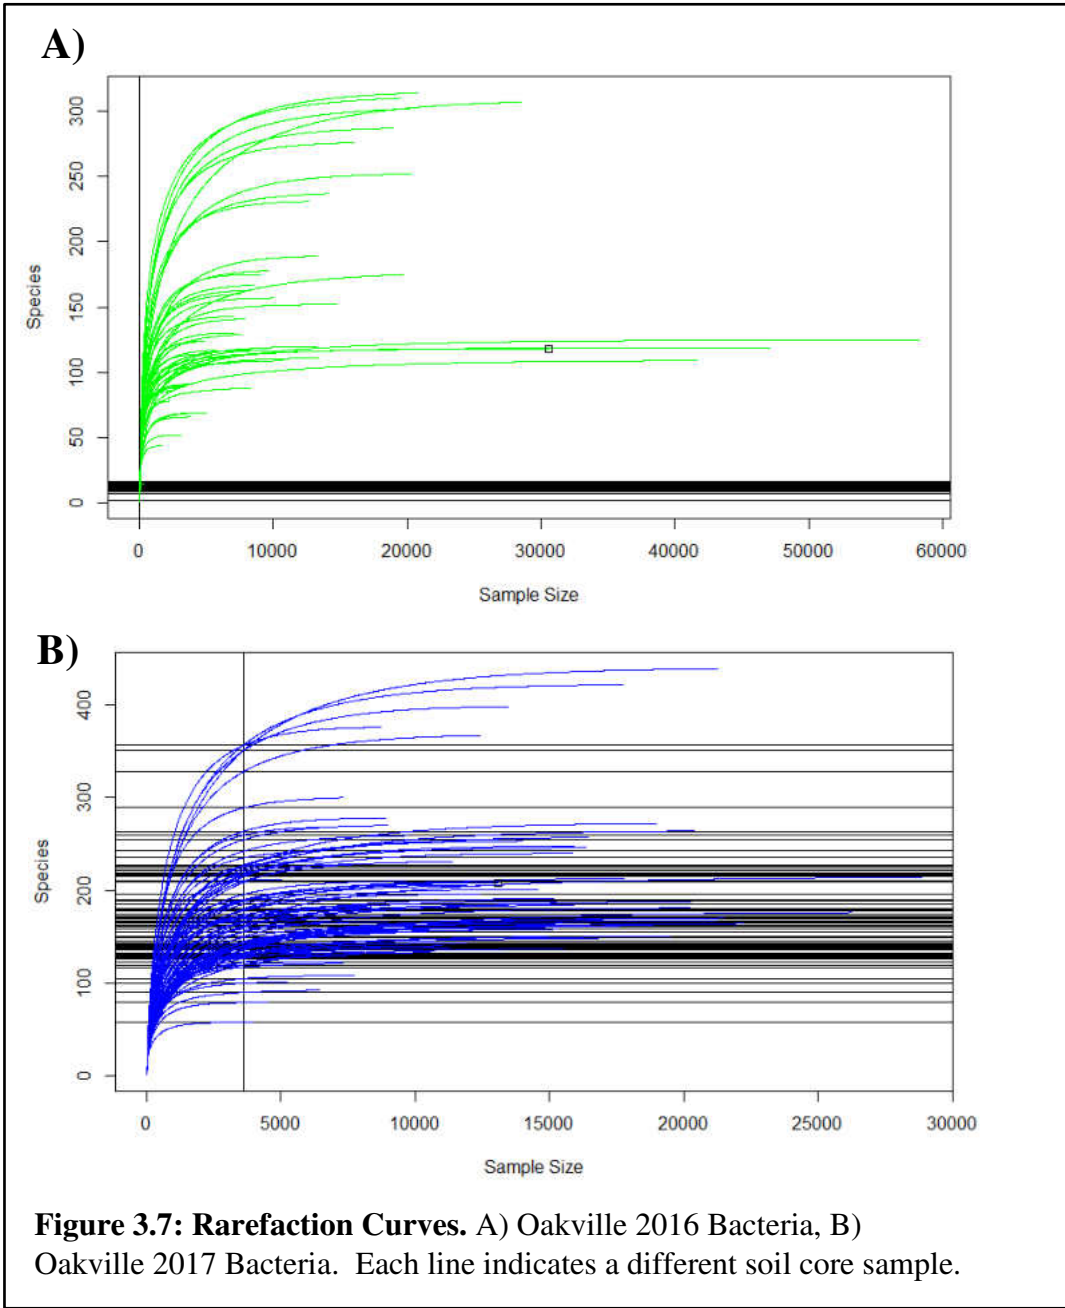 A)
300
250
200
150
100
50
0
Species
0 10000 20000 30000 40000 50000 60000
Sample Size
B)
400
300
200
100
0
Species
0 5000 10000 15000 20000 25000 30000
Sample Size
Figure 3.7: Rarefaction Curves. A) Oakville 2016 Bacteria, B)
Oakville 2017 Bacteria. Each line indicates a different soil core sample.